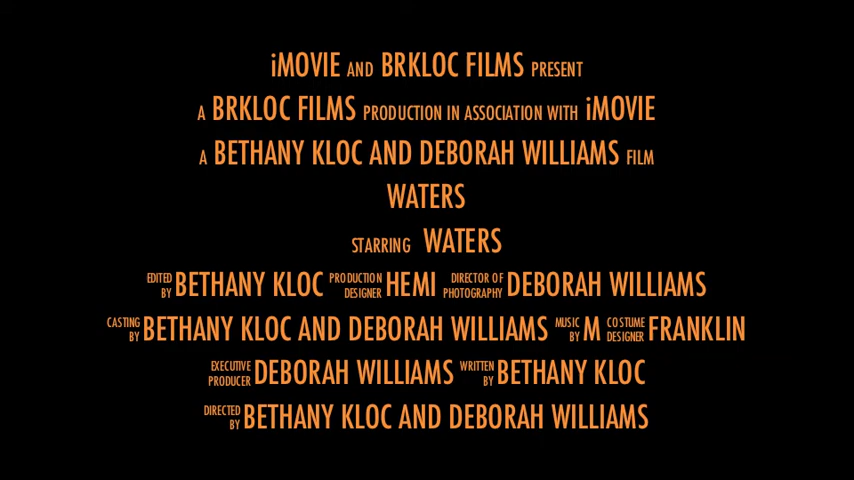 iMOVIE AND BRKLOC FILMS PRESENT
A BRKLOC FILMS PRODUCTION IN ASSOCIATION WITH iMOVIE
A BETHANY KLOC AND DEBORAH WILLIAMS FILM
WATERS
STARRING WATERS
EDITED BY BETHANY KLOC PRODUCTION DESIGNER HEMI DIRECTOR OF PHOTOGRAPHY DEBORAH WILLIAMS
CASTING BY BETHANY KLOC AND DEBORAH WILLIAMS MUSIC BY M COSTUME DESIGNER FRANKLIN
EXECUTIVE PRODUCER DEBORAH WILLIAMS WRITTEN BY BETHANY KLOC
DIRECTED BY BETHANY KLOC AND DEBORAH WILLIAMS